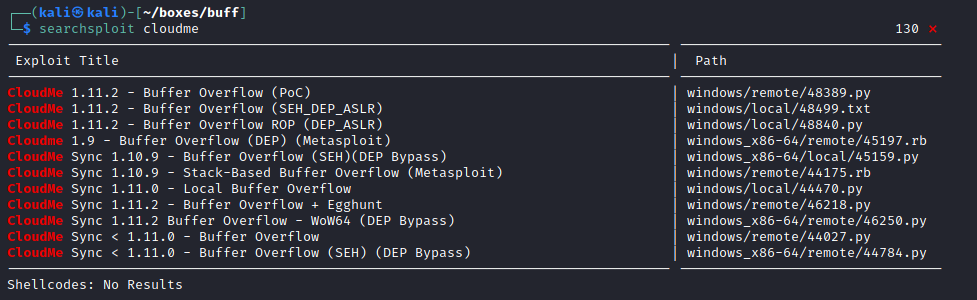 (kali㉿kali)-[~/boxes/buff]
$ searchsploit cloudme 130 ⨯
Exploit Title | Path
CloudMe 1.11.2 - Buffer Overflow (PoC) | windows/remote/48389.py
CloudMe 1.11.2 - Buffer Overflow (SEH_DEP_ASLR) | windows/local/48499.txt
CloudMe 1.11.2 - Buffer Overflow ROP (DEP_ASLR) | windows/local/48840.py
Cloudme 1.9 - Buffer Overflow (DEP) (Metasploit) | windows_x86-64/remote/45197.rb
CloudMe Sync 1.10.9 - Buffer Overflow (SEH)(DEP Bypass) | windows_x86-64/local/45159.py
CloudMe Sync 1.10.9 - Stack-Based Buffer Overflow (Metasploit) | windows/remote/44175.rb
CloudMe Sync 1.11.0 - Local Buffer Overflow | windows/local/44470.py
CloudMe Sync 1.11.2 - Buffer Overflow + Egghunt | windows/remote/46218.py
CloudMe Sync 1.11.2 Buffer Overflow - WoW64 (DEP Bypass) | windows_x86-64/remote/46250.py
CloudMe Sync < 1.11.0 - Buffer Overflow | windows/remote/44027.py
CloudMe Sync < 1.11.0 - Buffer Overflow (SEH) (DEP Bypass) | windows_x86-64/remote/44784.py
Shellcodes: No Results